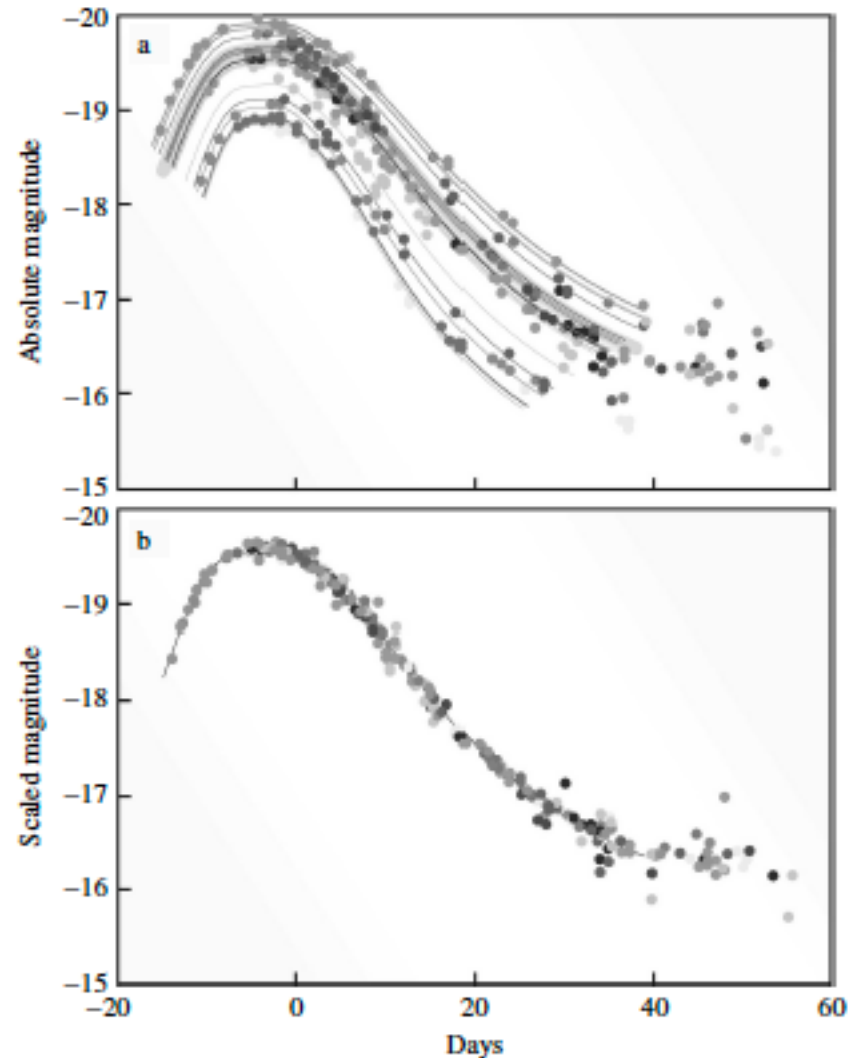 a
–20
–19
–18
–17
–16
–15
Absolute magnitude
b
–20
–19
–18
–17
–16
–15
Scaled magnitude
–20 0 20 40 60
Days